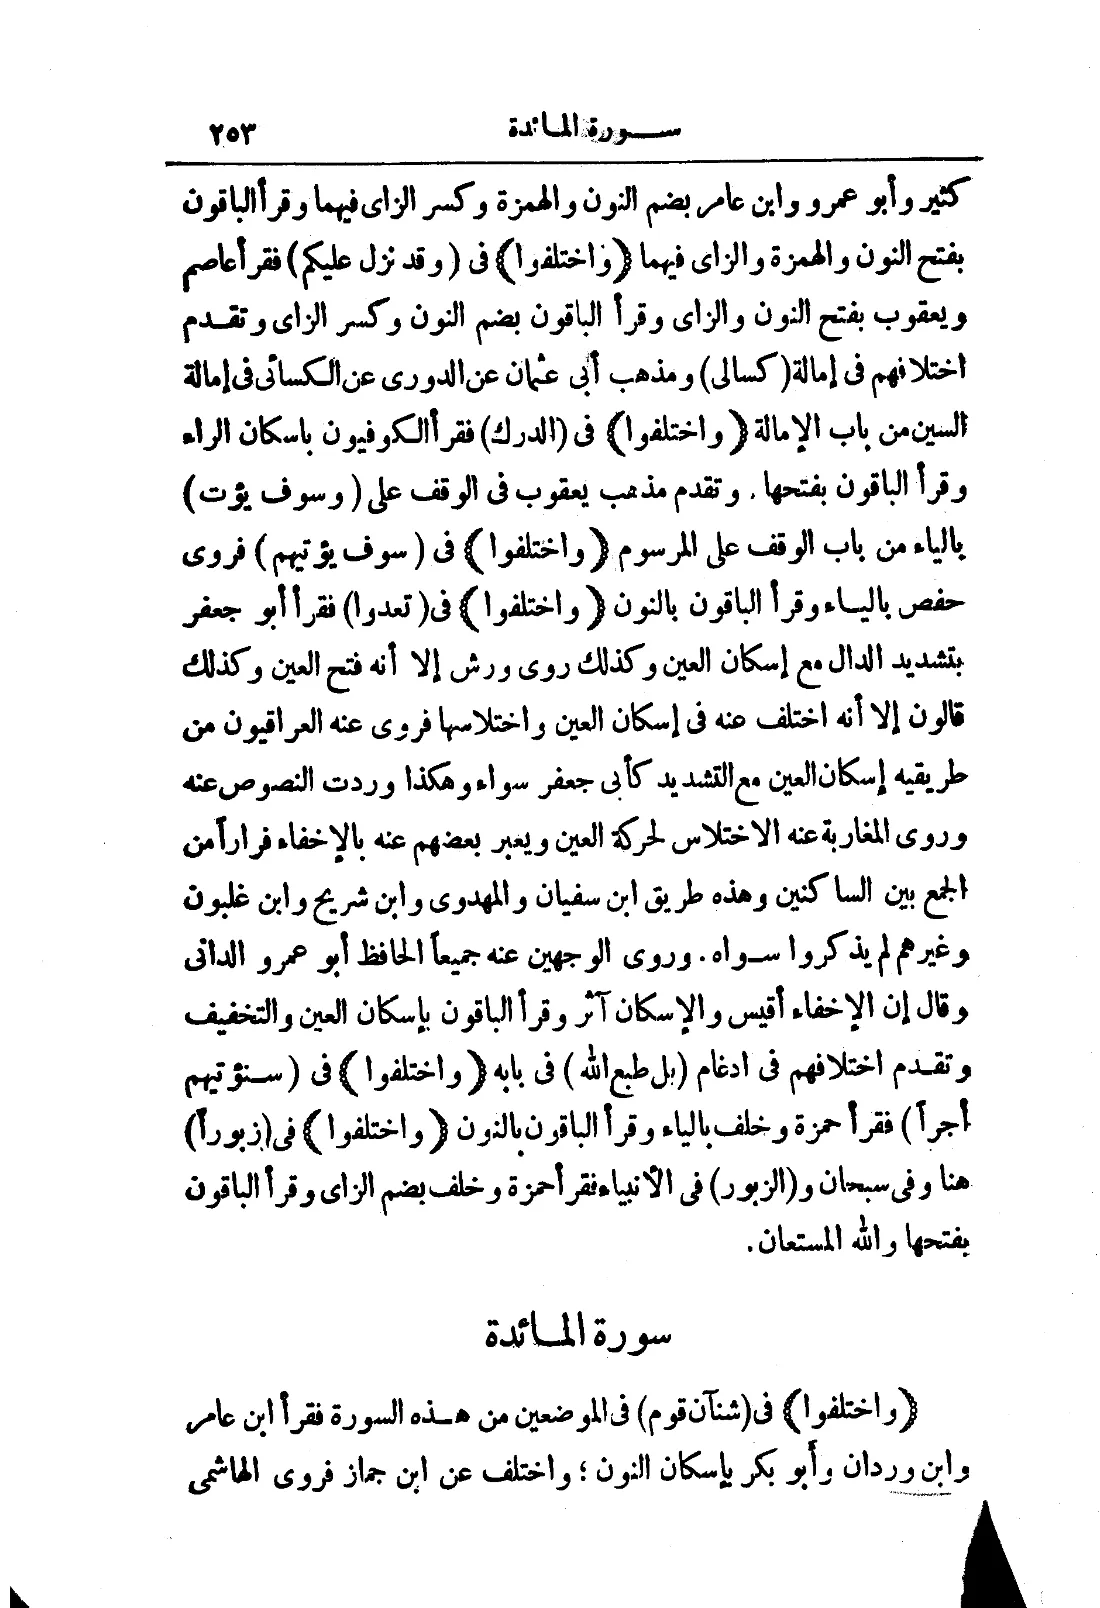 سورة المائدة ٢٥٣
كثير وأبو عمرو وابن عامر بضم النون والهمزة وكسر الزاى فيهما وقرأ الباقون
بفتح النون والهمزة والزاى فيهما ﴿واختلفوا﴾ فى (وقد نزل عليكم) فقرأ عاصم
ويعقوب بفتح النون والزاى وقرأ الباقون بضم النون وكسر الزاى وتقدم
اختلافهم فى إمالة (كسالى) ومذهب أبى عثمان عن الدورى عن الكسائى فى إمالة
السين من باب الإمالة ﴿واختلفوا﴾ فى (الدرك) فقرأ الكوفيون باسكان الراء
وقرأ الباقون بفتحها. وتقدم مذهب يعقوب فى الوقف على (وسوف يؤت)
بالياء من باب الوقف على المرسوم ﴿واختلفوا﴾ فى (سوف يؤتيهم) فروى
حفص بالياء وقرأ الباقون بالنون ﴿واختلفوا﴾ فى (تعدوا) فقرأ أبو جعفر
بتشديد الدال مع إسكان العين وكذلك روى ورش إلا أنه فتح العين وكذلك
قالون إلا أنه اختلف عنه فى إسكان العين واختلاسها فروى عنه العراقيون من
طريقيه إسكان العين مع التشديد كأبى جعفر سواء وهكذا وردت النصوص عنه
وروى المغاربة عنه الاختلاس لحركة العين ويعبر بعضهم عنه بالإخفاء فراراً من
الجمع بين الساكنين وهذه طريق ابن سفيان والمهدوى وابن شريح وابن غلبون
وغيرهم لم يذكروا سواه. وروى الوجهين عنه جميعاً الحافظ أبو عمرو الدانى
وقال إن الإخفاء أقيس والإسكان آثر وقرأ الباقون بإسكان العين والتخفيف
وتقدم اختلافهم فى ادغام (بل طبع الله) فى بابه ﴿واختلفوا﴾ فى (سنؤتيهم
أجراً) فقرأ حمزة وخلف بالياء وقرأ الباقون بالنون ﴿واختلفوا﴾ فى (زبوراً)
هنا وفى سبحان و(الزبور) فى الأنبياء فقرأ حمزة وخلف بضم الزاى وقرأ الباقون
بفتحها والله المستعان.
سورة المائدة
﴿واختلفوا﴾ فى (شنآن قوم) فى الموضعين من هذه السورة فقرأ ابن عامر
وابن وردان وأبو بكر بإسكان النون ؛ واختلف عن ابن جماز فروى الهاشمى